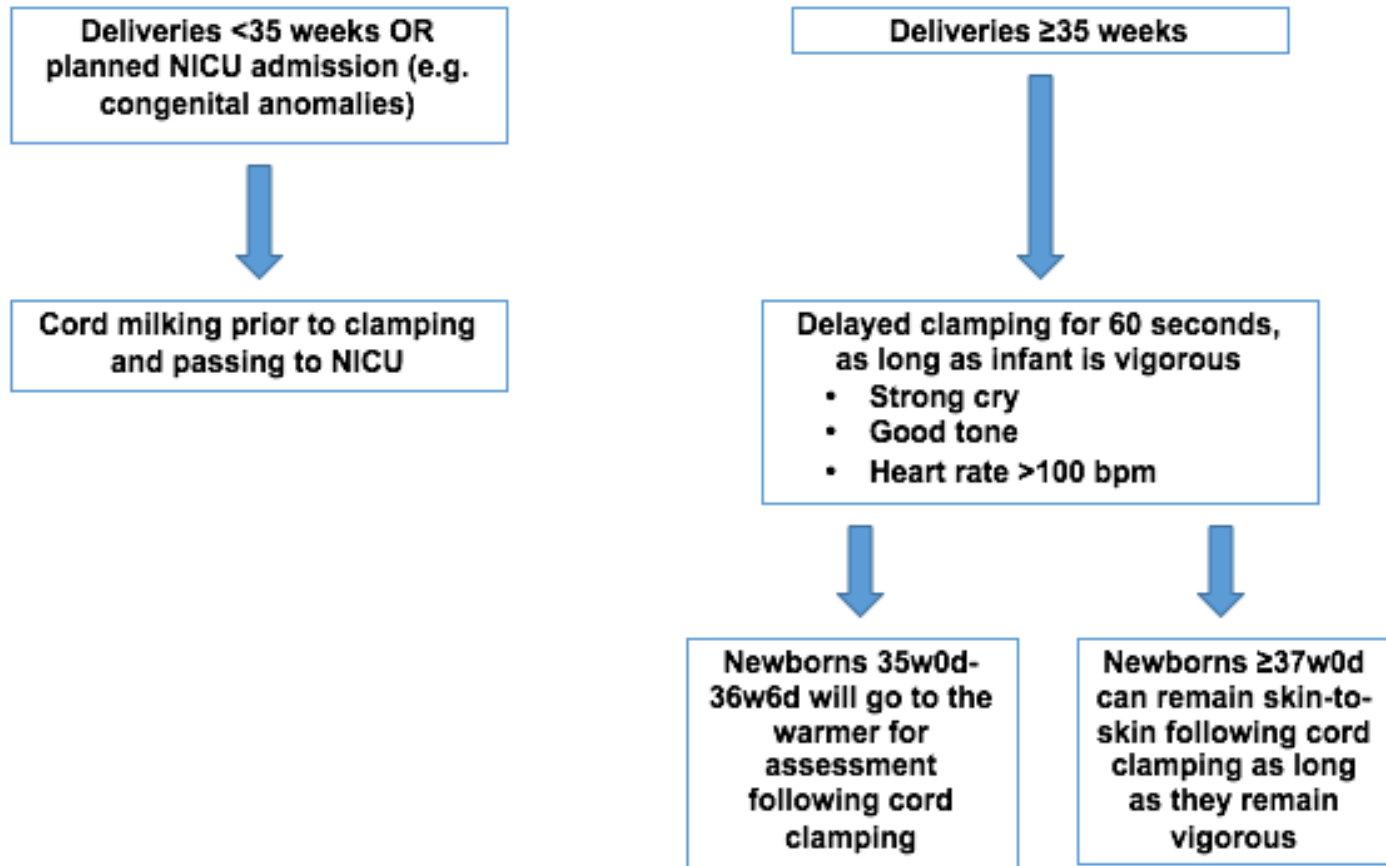 Deliveries <35 weeks OR
planned NICU admission (e.g.
congenital anomalies)
Cord milking prior to clamping
and passing to NICU
Deliveries ≥35 weeks
Delayed clamping for 60 seconds,
as long as infant is vigorous
• Strong cry
• Good tone
• Heart rate >100 bpm
Newborns 35w0d-
36w6d will go to the
warmer for
assessment
following cord
clamping
Newborns ≥37w0d
can remain skin-to-
skin following cord
clamping as long
as they remain
vigorous